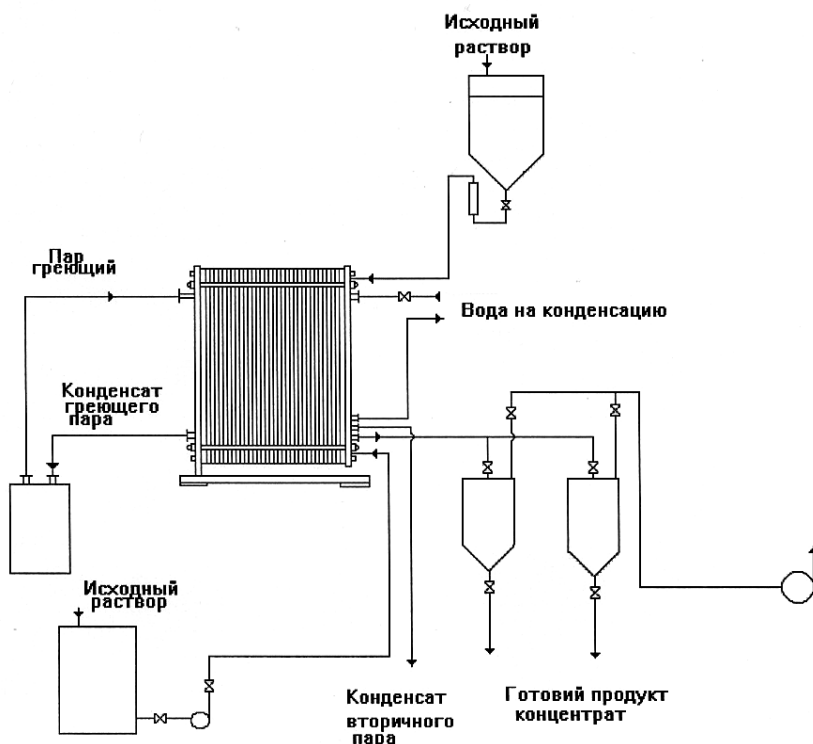 Исходный
раствор
Пар
греющий
Вода на конденсацию
Конденсат
греющего
пара
Исходный
раствор
Конденсат
вторичного
пара
Готовий продукт
концентрат